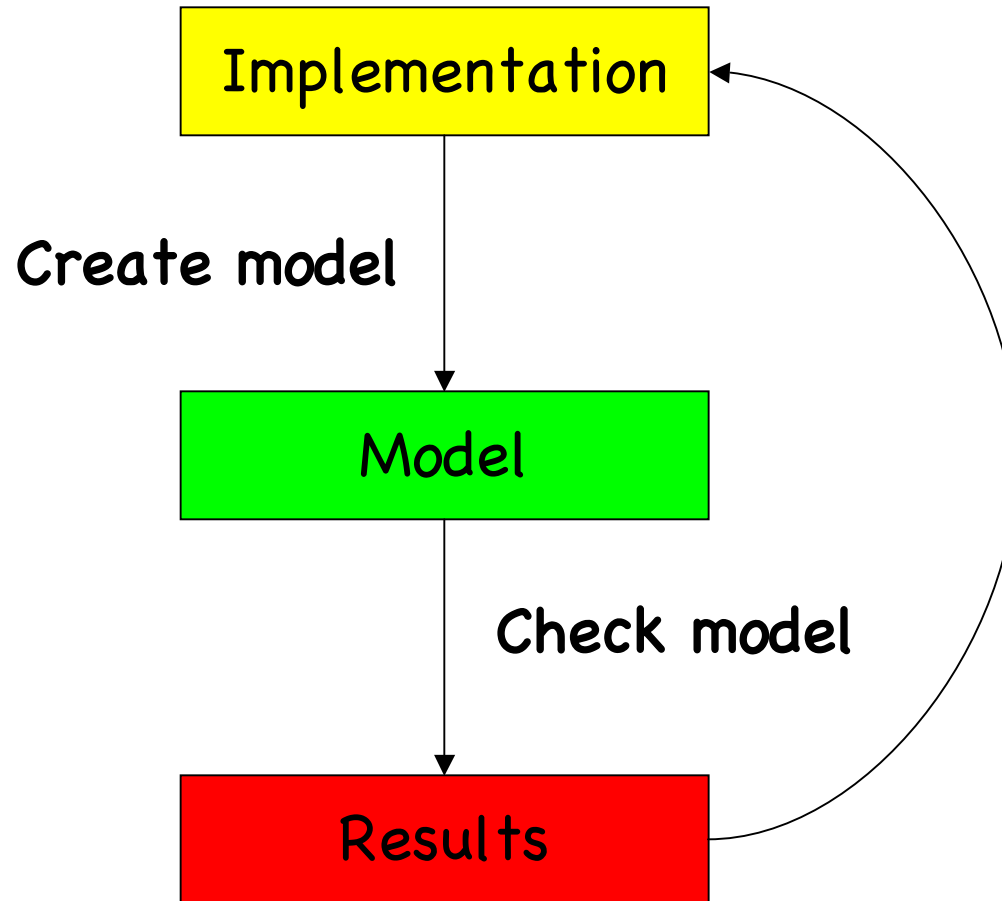 Implementation
Create model
Model
Check model
Results